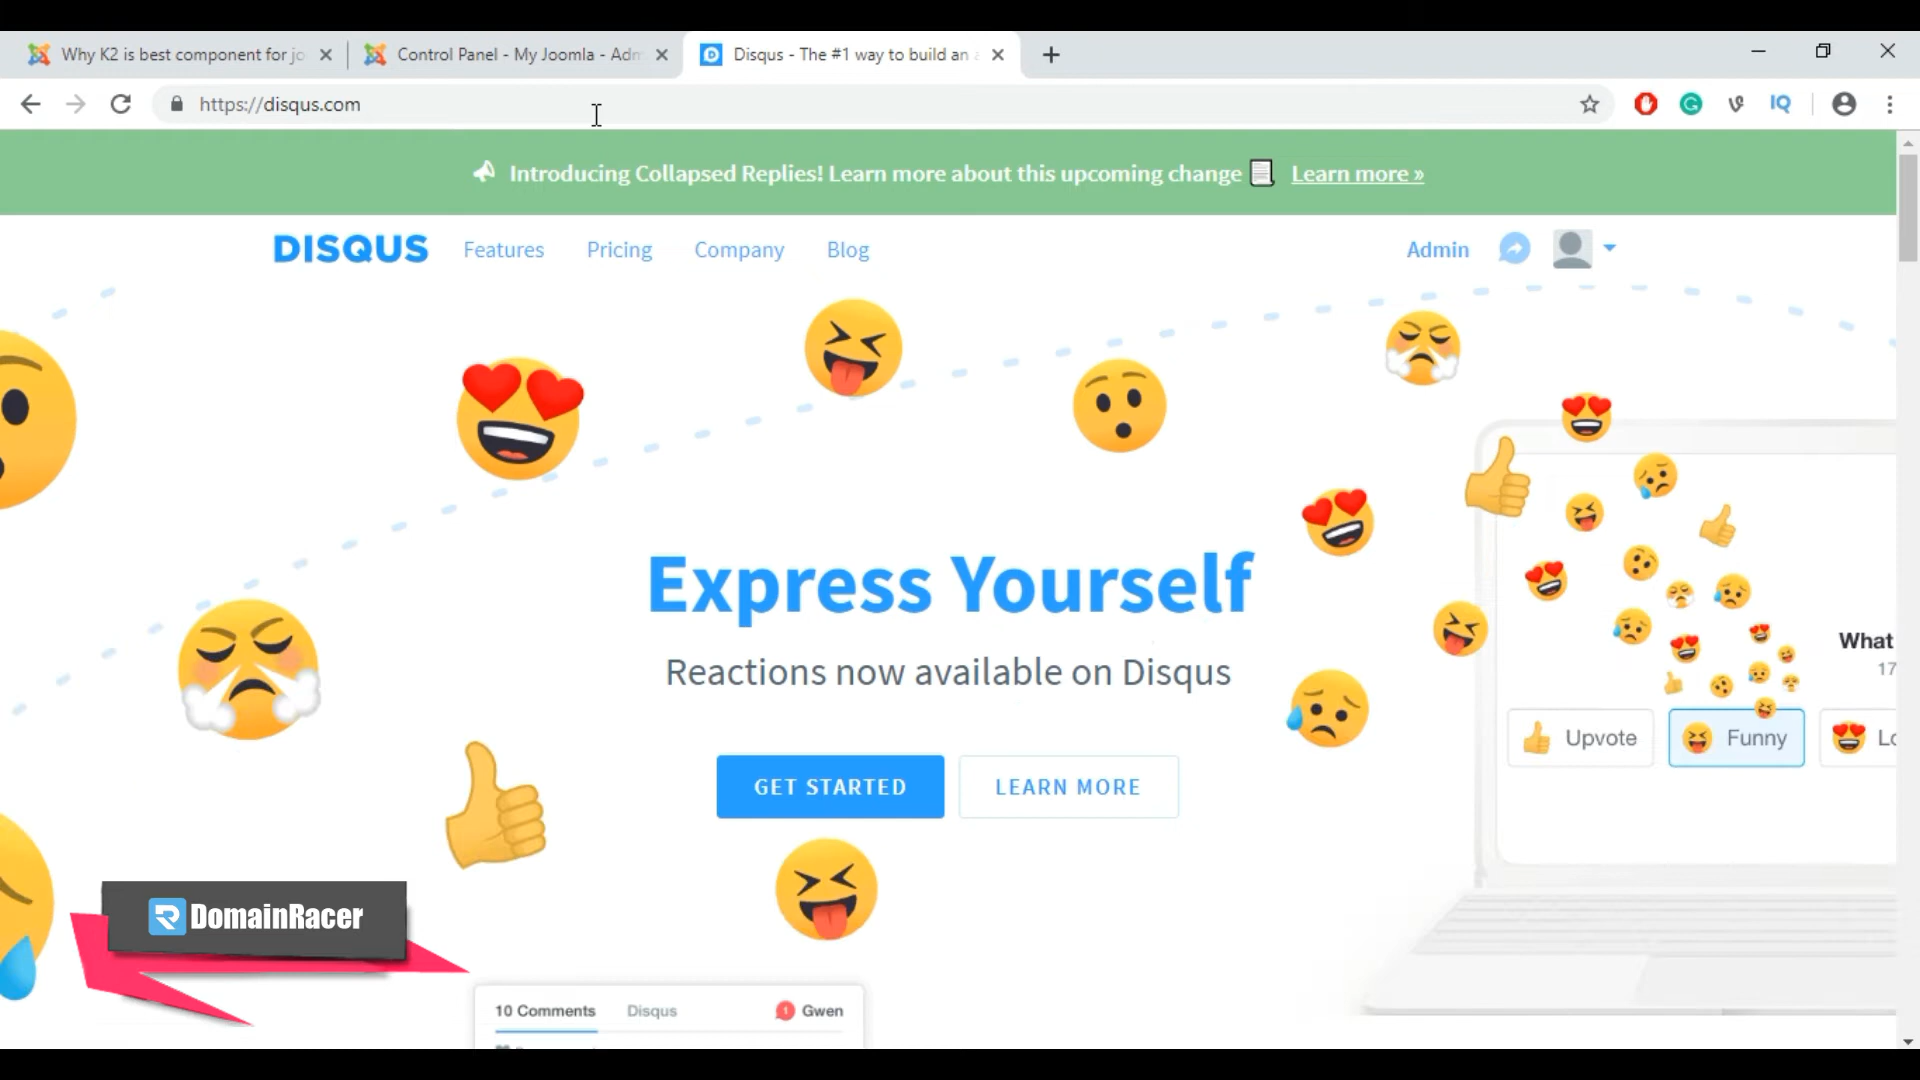 Why K2 is best component for jo
Control Panel - My Joomla - Adm
Disqus - The #1 way to build an a
https://disqus.com
IQ
Introducing Collapsed Replies! Learn more about this upcoming change Learn more »
DISQUS
Features
Pricing
Company
Blog
Admin
Express Yourself
Reactions now available on Disqus
GET STARTED
LEARN MORE
What
17
Upvote
Funny
Lo
DomainRacer
10 Comments
Disqus
1
Gwen